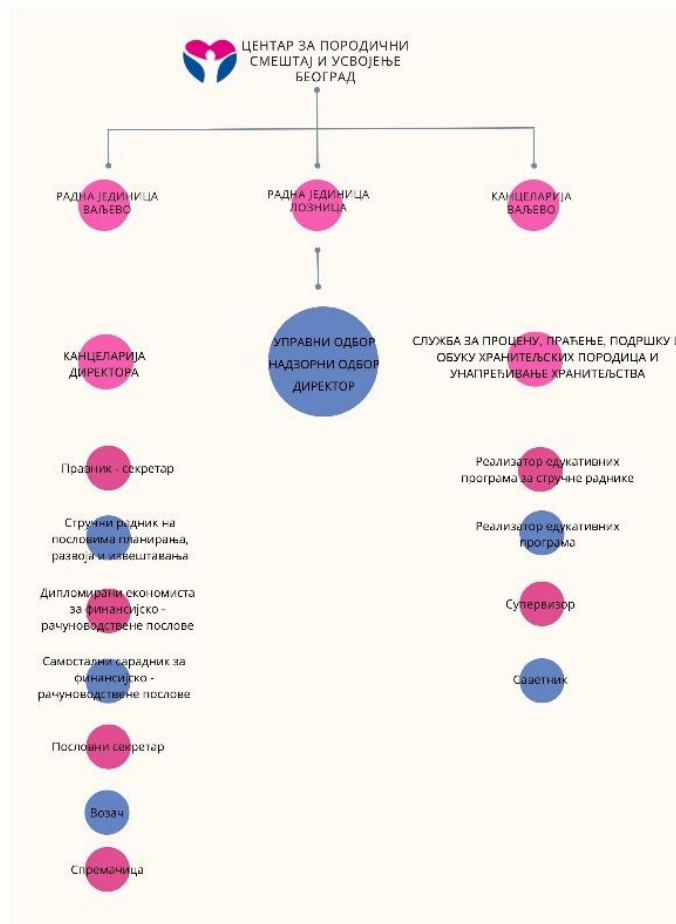 ЦЕНТАР ЗА ПОРОДИЧНИ
СМЕШТАЈ И УСВОЈЕЊЕ
БЕОГРАД
РАДНА ЈЕДИНИЦА
ВАЉЕВО
РАДНА ЈЕДИНИЦА
ЛОЗНИЦА
КАНЦЕЛАРИЈА
ВАЉЕВО
КАНЦЕЛАРИЈА
ДИРЕКТОРА
УПРАВНИ ОДБОР
НАДЗОРНИ ОДБОР
ДИРЕКТОР
СЛУЖБА ЗА ПРОЦЕНУ, ПРАЋЕЊЕ, ПОДРШКУ
ОБУКУ ХРАНИТЕЉСКИХ ПОРОДИЦА И
УНАПРЕЂИВАЊЕ ХРАНИТЕЉСТВА
Правник - секретар
Стручни радник на
пословима планирања,
развоја и извештавања
Дипломирани економиста
за финансијско -
рачуноводствене послове
Самостални сарадник за
финансијско -
рачуноводствене послове
Пословни секретар
Возач
Спремачица
Реализатор едукативних
програма за стручне раднике
Реализатор едукативних
програма
Супервизор
Саветник